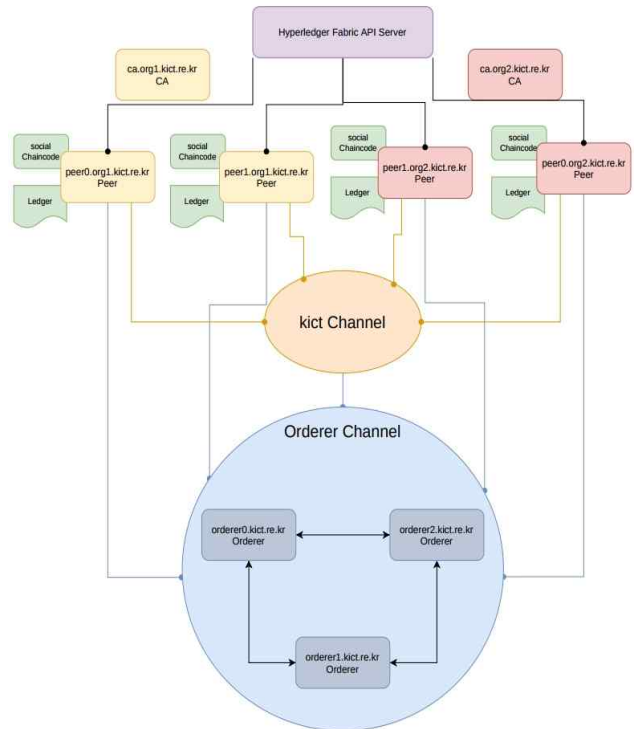 Hyperledger Fabric API Server
ca.org1.kict.re.kr
CA
ca.org2.kict.re.kr
CA
social
Chaincode
peer0.org1.kict.re.kr
Peer
Ledger
social
Chaincode
peer1.org1.kict.re.kr
Peer
Ledger
social
Chaincode
peer1.org2.kict.re.kr
Peer
Ledger
social
Chaincode
peer0.org2.kict.re.kr
Peer
Ledger
kict Channel
Orderer Channel
orderer0.kict.re.kr
Orderer
orderer2.kict.re.kr
Orderer
orderer1.kict.re.kr
Orderer